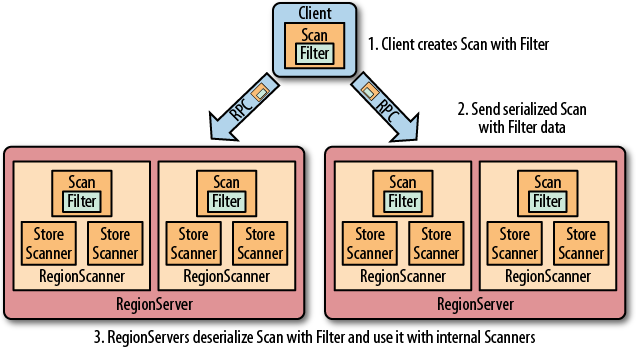 Client
Scan
Filter
1. Client creates Scan with Filter
RPC
RPC
2. Send serialized Scan
with Filter data
Scan
Filter
Store
Scanner
Store
Scanner
RegionScanner
Scan
Filter
Store
Scanner
Store
Scanner
RegionScanner
RegionServer
Scan
Filter
Store
Scanner
Store
Scanner
RegionScanner
Scan
Filter
Store
Scanner
Store
Scanner
RegionScanner
RegionServer
3. RegionServers deserialize Scan with Filter and use it with internal Scanners